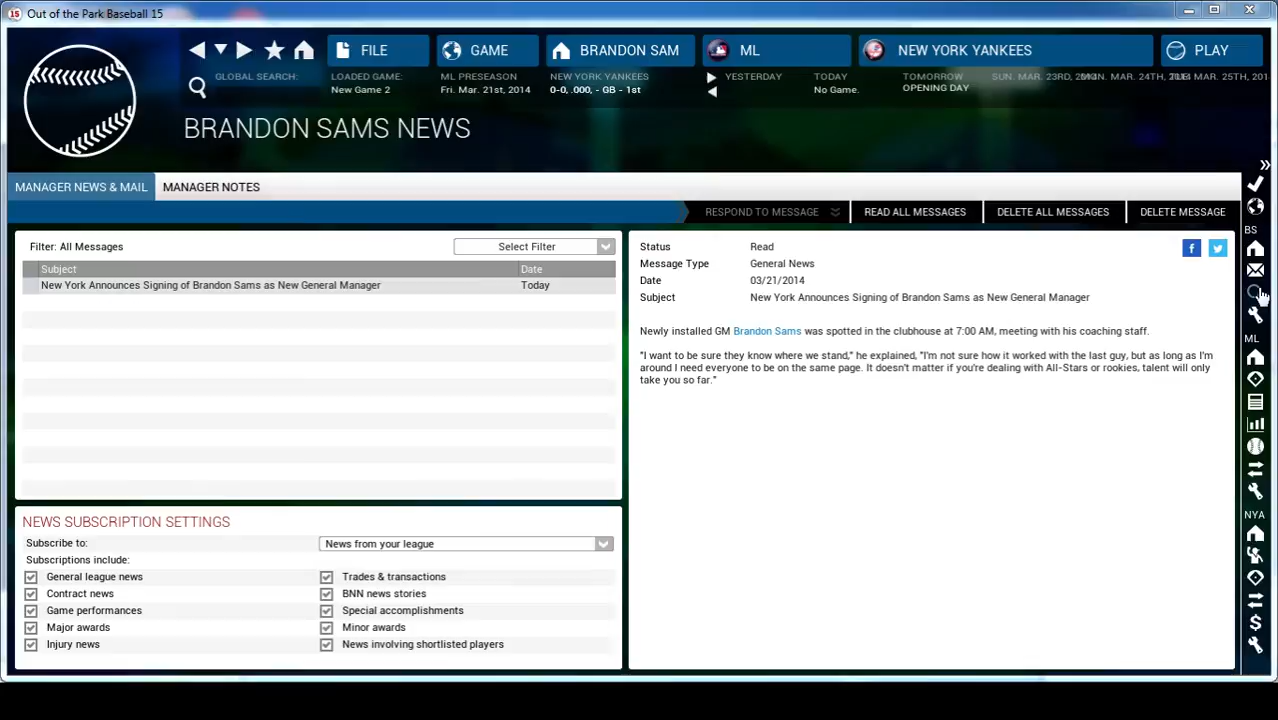 15 Out of the Park Baseball 15
FILE GAME BRANDON SAM ML NEW YORK YANKEES PLAY
GLOBAL SEARCH: LOADED GAME: ML PRESEASON NEW YORK YANKEES YESTERDAY TODAY TOMORROW SUN. MAR. 23RD, MON. MAR. 24TH, MAR. 25TH, 201
New Game 2 Fri. Mar. 21st, 2014 0-0, .000, - GB - 1st No Game. OPENING DAY
BRANDON SAMS NEWS
MANAGER NEWS & MAIL MANAGER NOTES
RESPOND TO MESSAGE READ ALL MESSAGES DELETE ALL MESSAGES DELETE MESSAGE
Filter: All Messages Select Filter
Subject Date
New York Announces Signing of Brandon Sams as New General Manager Today
Status Read
Message Type General News
Date 03/21/2014
Subject New York Announces Signing of Brandon Sams as New General Manager
Newly installed GM Brandon Sams was spotted in the clubhouse at 7:00 AM, meeting with his coaching staff.
"I want to be sure they know where we stand," he explained, "I'm not sure how it worked with the last guy, but as long as I'm
around I need everyone to be on the same page. It doesn't matter if you're dealing with All-Stars or rookies, talent will only
take you so far."
NEWS SUBSCRIPTION SETTINGS
Subscribe to: News from your league
Subscriptions include:
General league news Trades & transactions
Contract news BNN news stories
Game performances Special accomplishments
Major awards Minor awards
Injury news News involving shortlisted players
BS
ML
NYA